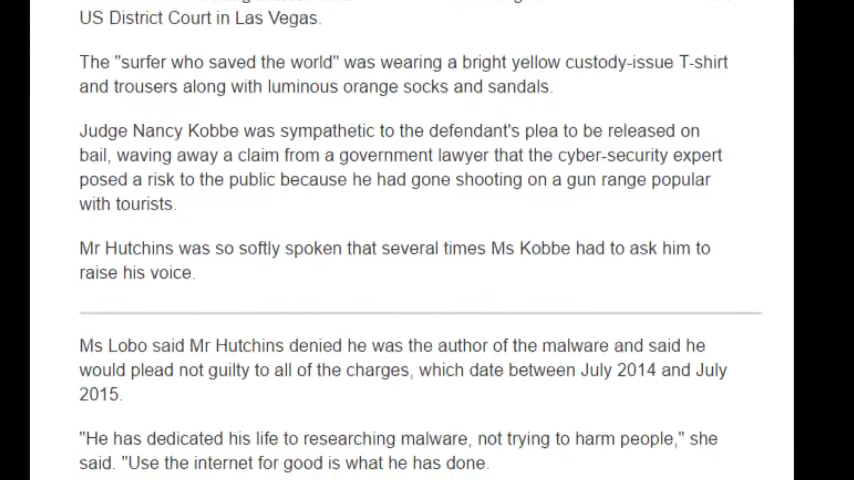 US District Court in Las Vegas.
The "surfer who saved the world" was wearing a bright yellow custody-issue T-shirt
and trousers along with luminous orange socks and sandals.
Judge Nancy Kobbe was sympathetic to the defendant's plea to be released on
bail, waving away a claim from a government lawyer that the cyber-security expert
posed a risk to the public because he had gone shooting on a gun range popular
with tourists.
Mr Hutchins was so softly spoken that several times Ms Kobbe had to ask him to
raise his voice.
Ms Lobo said Mr Hutchins denied he was the author of the malware and said he
would plead not guilty to all of the charges, which date between July 2014 and July
2015.
"He has dedicated his life to researching malware, not trying to harm people," she
said. "Use the internet for good is what he has done.